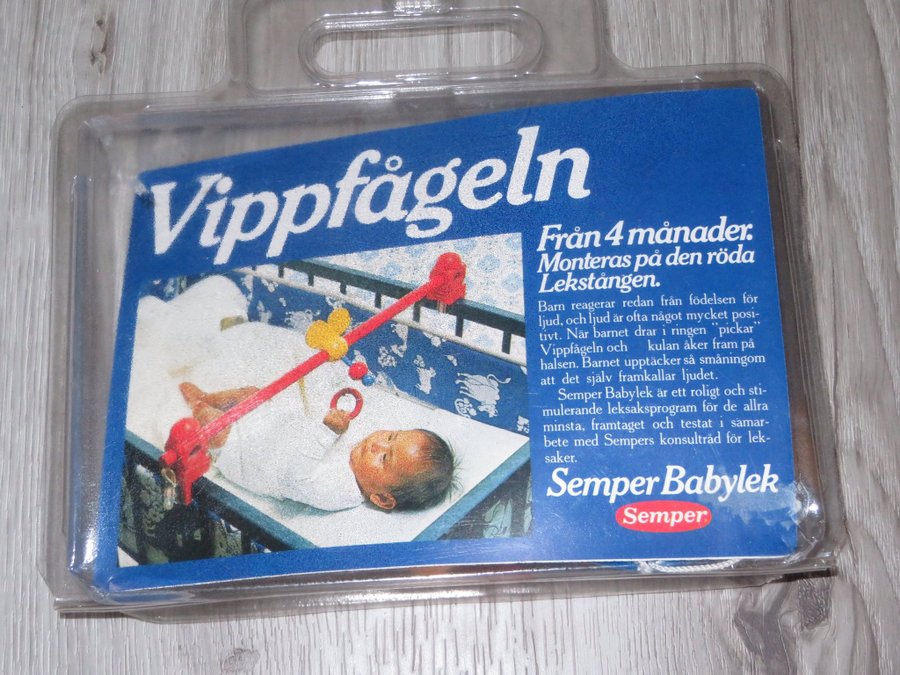 Vippfågeln
Från 4 månader.
Monteras på den röda
Lekstången.
Barn reagerar redan från födelsen för
ljud, och ljud är ofta något mycket posi-
tivt. När barnet drar i ringen "pickar"
Vippfågeln och kulan åker fram på
halsen. Barnet upptäcker så småningom
att det själv framkallar ljudet.
Semper Babylek är ett roligt och sti-
mulerande leksaksprogram för de allra
minsta, framtaget och testat i samar-
bete med Sempers konsultråd för lek-
saker.
Semper Babylek
Semper